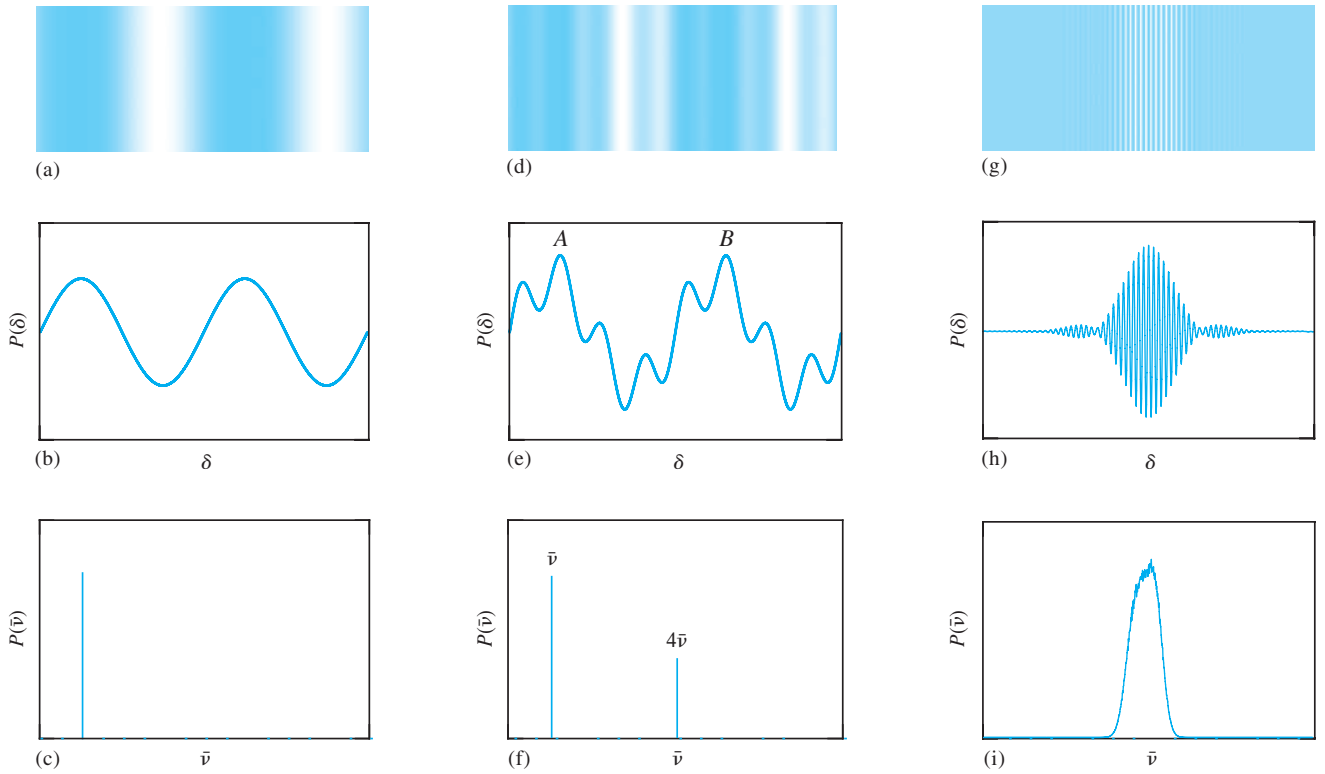 (a)
(d)
(g)
P(δ)
(b)
δ
A
B
P(δ)
(e)
δ
P(δ)
(h)
δ
P(ν̄)
(c)
ν̄
ν̄
4ν̄
P(ν̄)
(f)
ν̄
P(ν̄)
(i)
ν̄